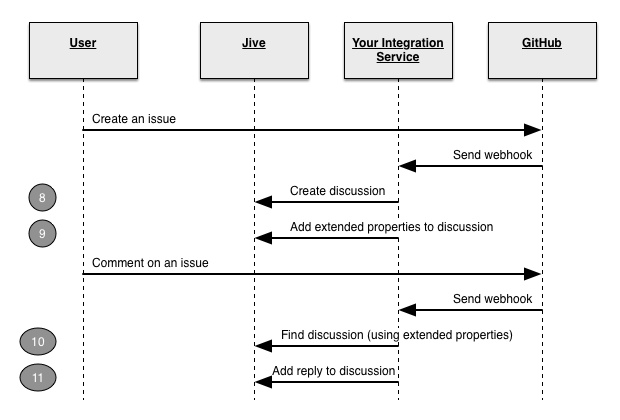 User
Jive
Your Integration
Service
GitHub
Create an issue
Send webhook
8
Create discussion
9
Add extended properties to discussion
Comment on an issue
Send webhook
10
Find discussion (using extended properties)
11
Add reply to discussion